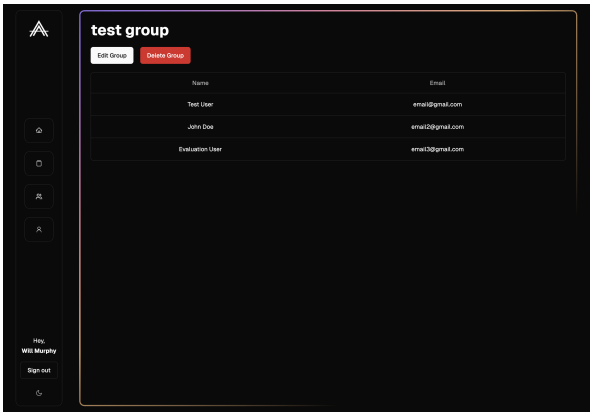 test group
Edit Group Delete Group
Name Email
Test User email@gmail.com
John Doe email2@gmail.com
Evaluation User email3@gmail.com
Hey,
Will Murphy
Sign out